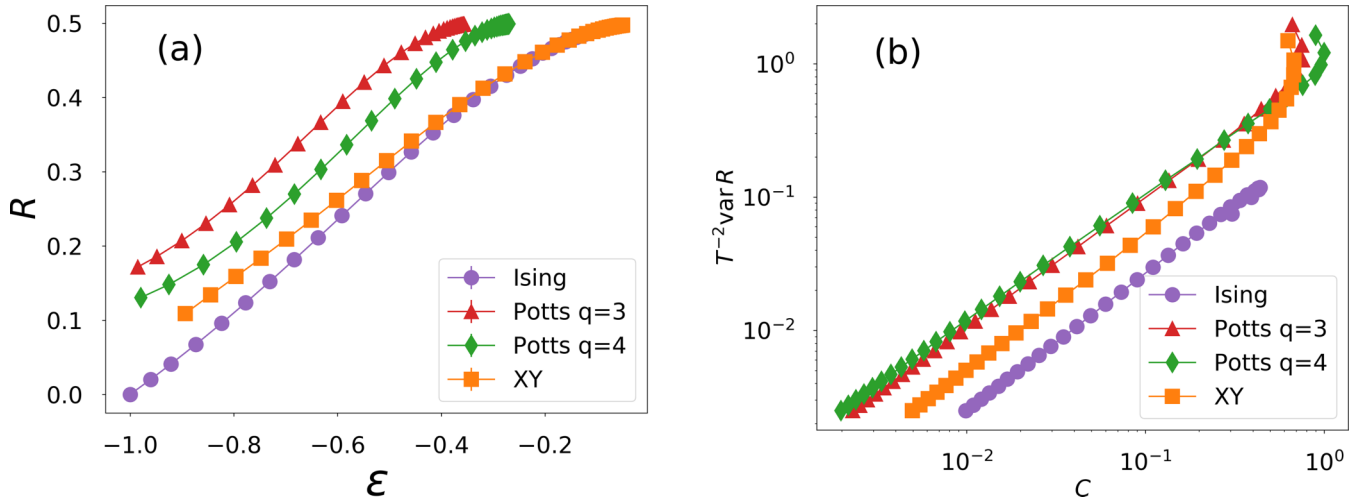 (a)
R
0.5
0.4
0.3
0.2
0.1
0.0
−1.0 −0.8 −0.6 −0.4 −0.2
ε
Ising
Potts q=3
Potts q=4
XY
(b)
T⁻² var R
10⁰
10⁻¹
10⁻²
10⁻² 10⁻¹ 10⁰
C
Ising
Potts q=3
Potts q=4
XY